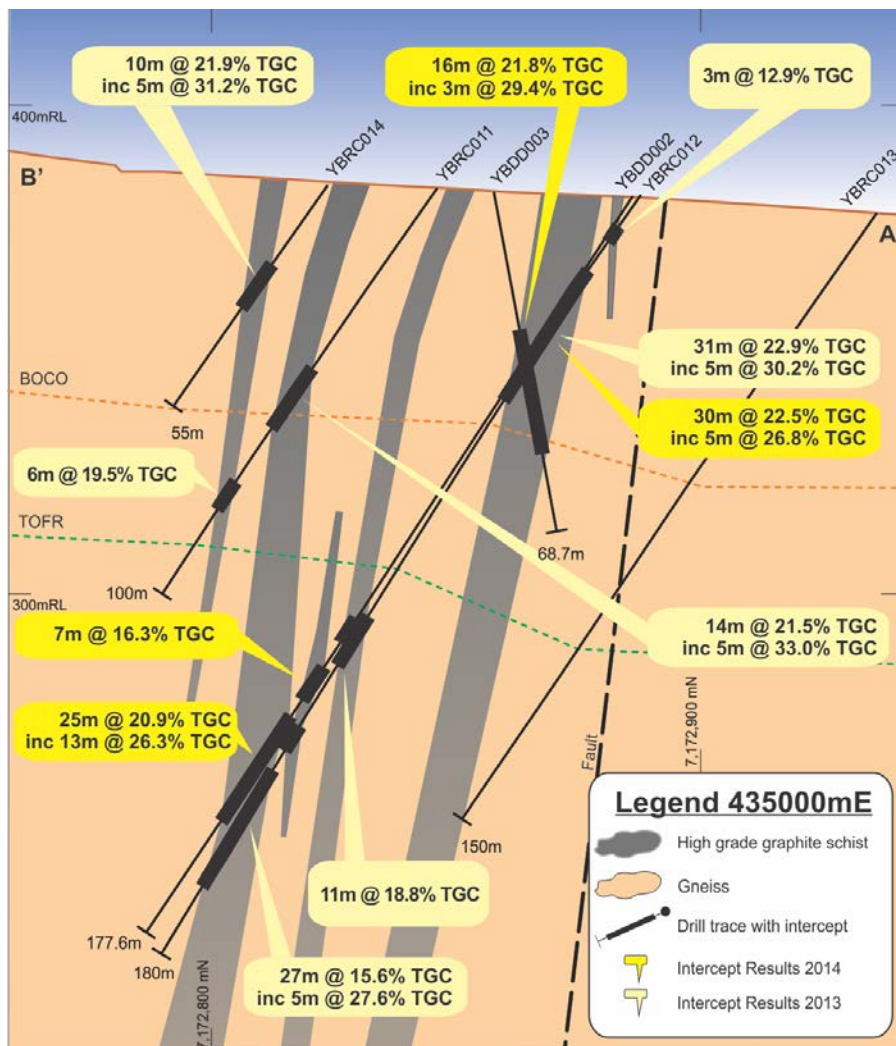 10m @ 21.9% TGC
inc 5m @ 31.2% TGC
16m @ 21.8% TGC
inc 3m @ 29.4% TGC
3m @ 12.9% TGC
400mRL
YBRC014
YBRC011
YBDD003
YBDD002
YBRC012
YBRC013
B’
A
31m @ 22.9% TGC
inc 5m @ 30.2% TGC
BOCO
30m @ 22.5% TGC
inc 5m @ 26.8% TGC
55m
6m @ 19.5% TGC
TOFR
68.7m
100m
300mRL
14m @ 21.5% TGC
inc 5m @ 33.0% TGC
7m @ 16.3% TGC
25m @ 20.9% TGC
inc 13m @ 26.3% TGC
7,172,900 mN
Fault
150m
11m @ 18.8% TGC
177.6m
180m
27m @ 15.6% TGC
inc 5m @ 27.6% TGC
7,172,800 mN
Legend 435000mE
High grade graphite schist
Gneiss
Drill trace with intercept
Intercept Results 2014
Intercept Results 2013